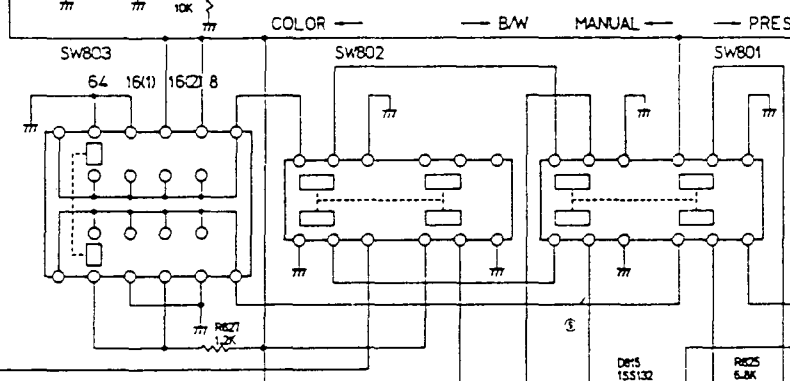 10K
COLOR ← → B/W MANUAL ← → PRES
SW803 SW802 SW801
64 16(1) 16(2) 8
R827
1.2K
D815 R825
1SS132 6.8K